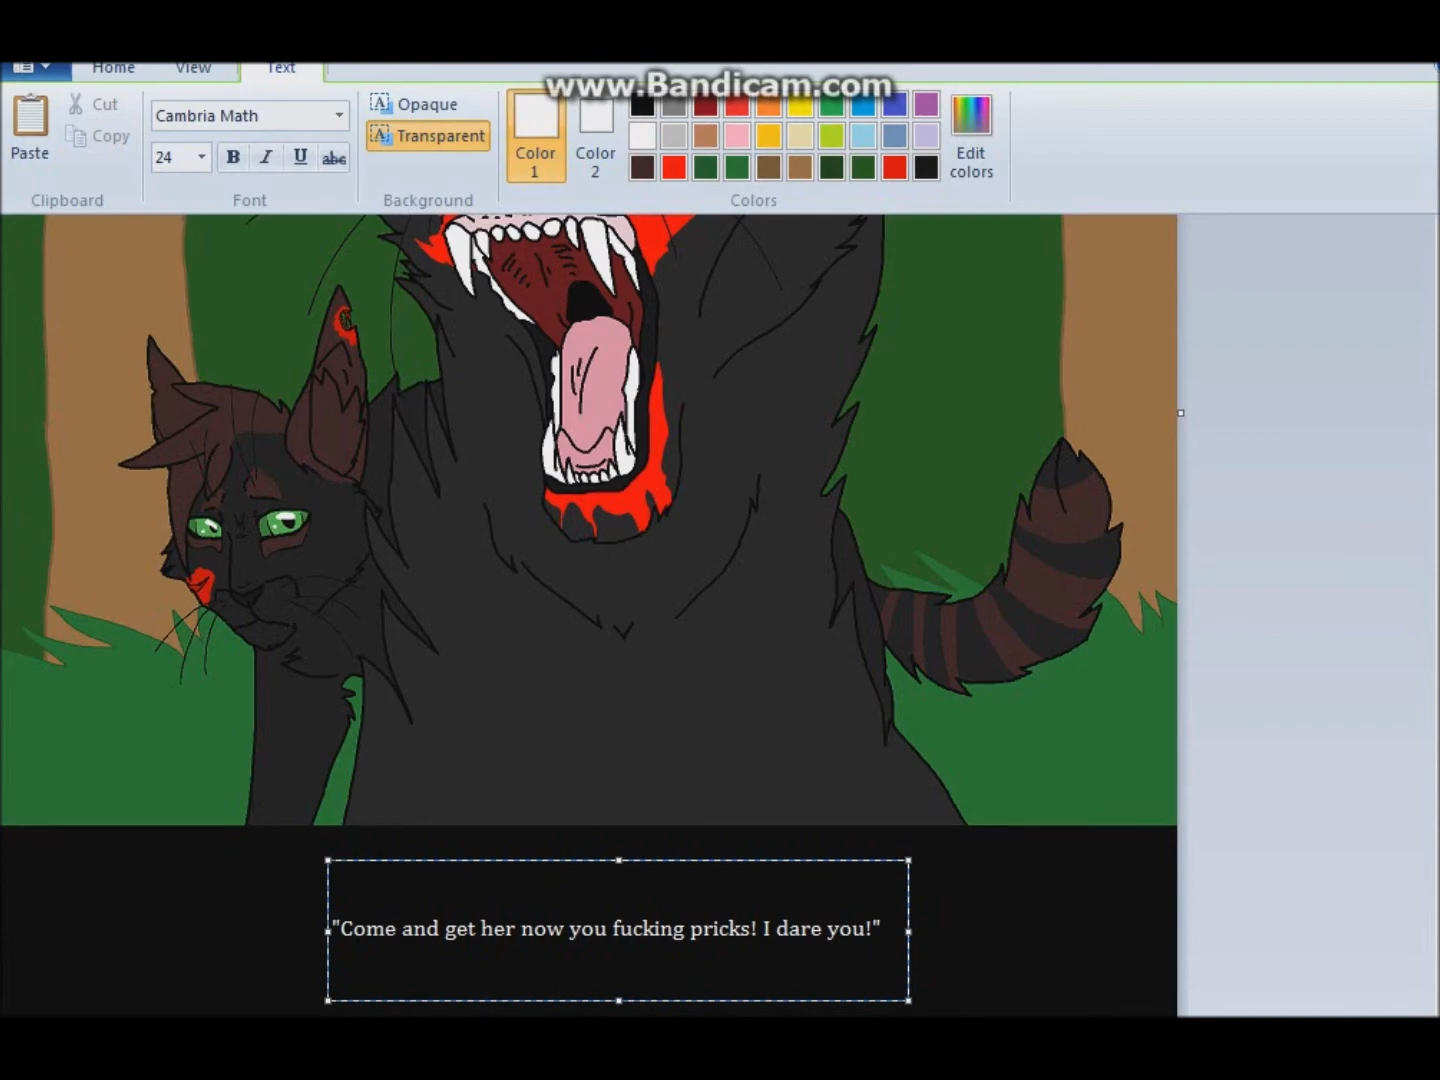 www.Bandicam.com
Home View Text
Paste
Cut
Copy
Clipboard
Cambria Math
24 B I U abc
Font
Opaque
Transparent
Background
Color 1
Color 2
Edit colors
Colors
"Come and get her now you fucking pricks! I dare you!"